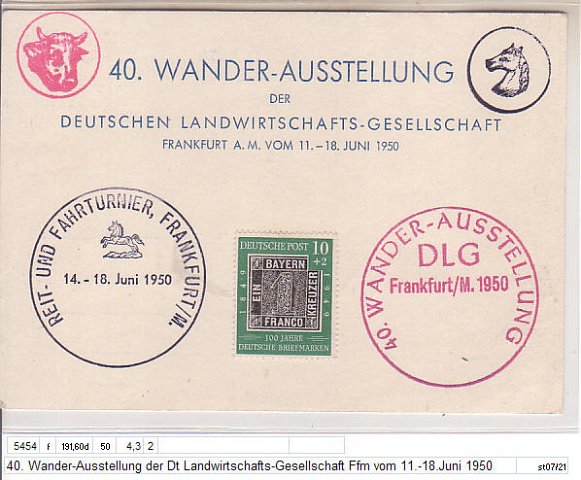 40. WANDER-AUSSTELLUNG
DER
DEUTSCHEN LANDWIRTSCHAFTS-GESELLSCHAFT
FRANKFURT A. M. VOM 11.–18. JUNI 1950
REIT- UND FAHRTURNIER, FRANKFURT/M.
14. - 18. Juni 1950
DEUTSCHE POST 10
+2
BAYERN
EIN
1
KREUZER
FRANCO
1849
1949
100 JAHRE
DEUTSCHE BRIEFMARKEN
40. WANDER-AUSSTELLUNG
DLG
Frankfurt/M. 1950
5454 f 191,60d 50 4,3 2
40. Wander-Ausstellung der Dt Landwirtschafts-Gesellschaft Ffm vom 11.-18.Juni 1950 st07/21